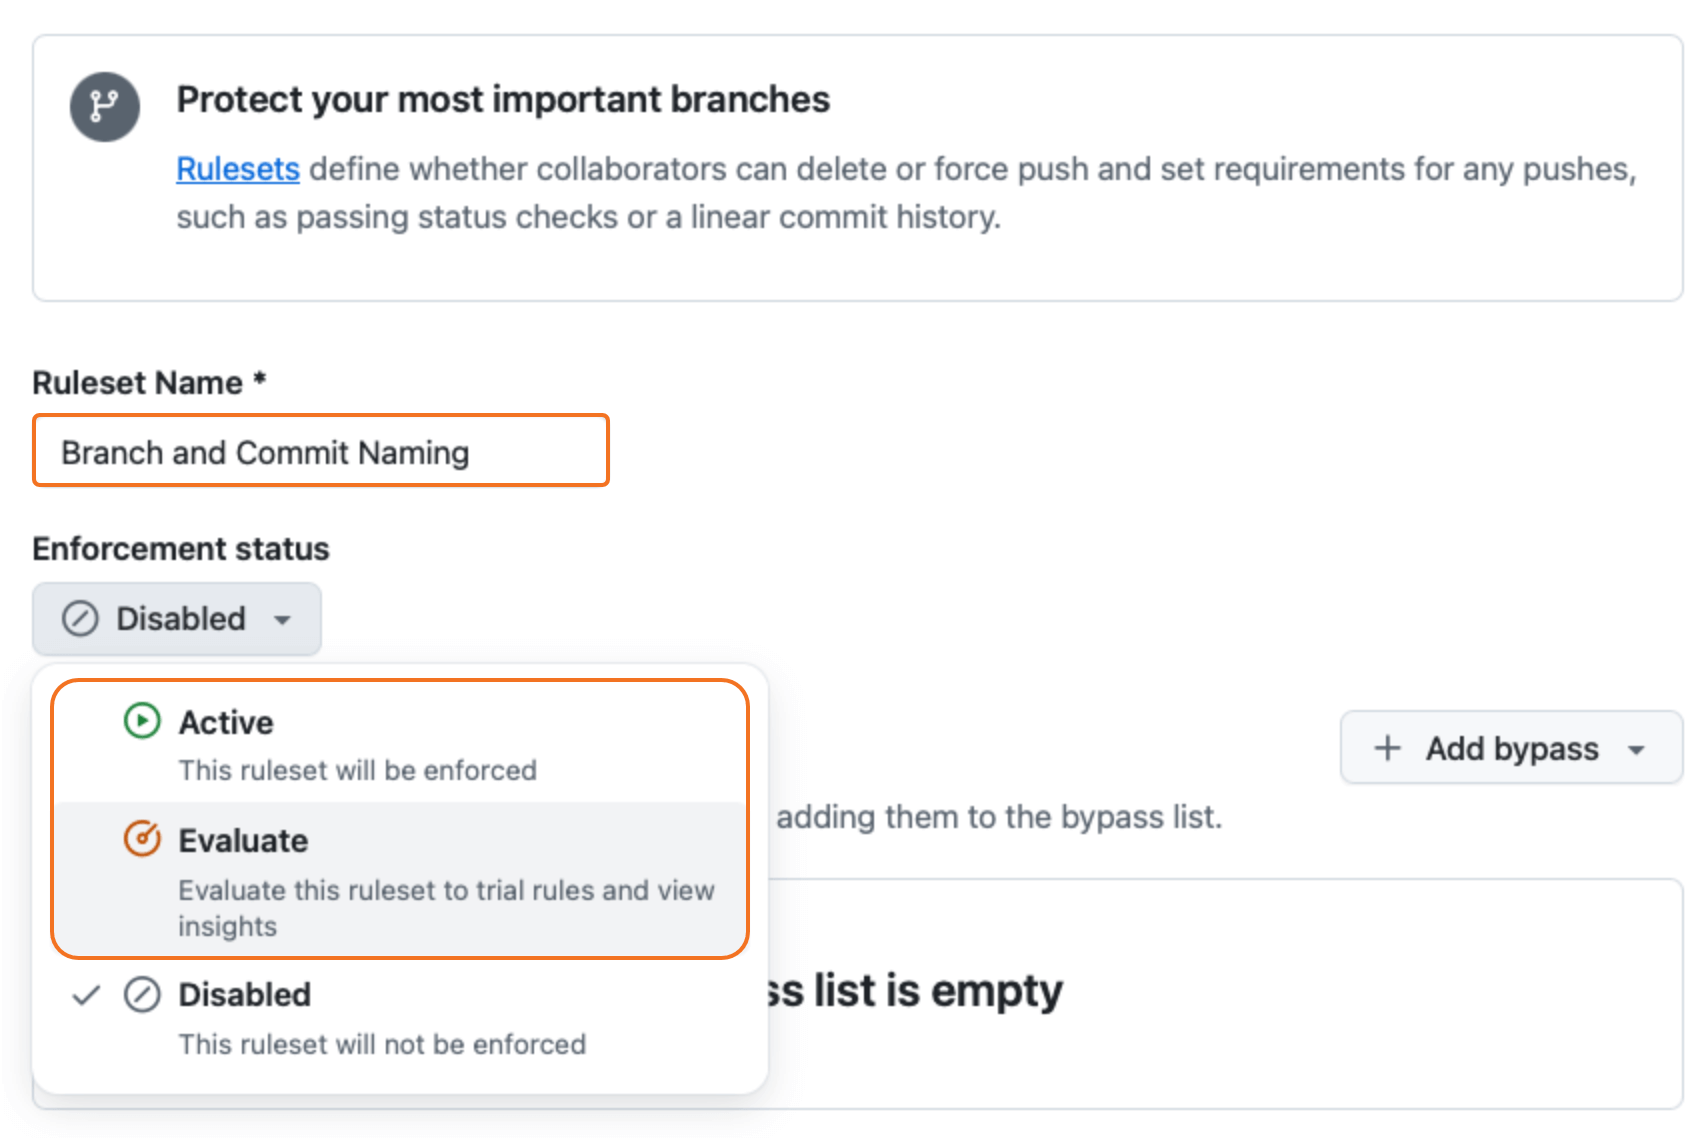 Protect your most important branches
Rulesets define whether collaborators can delete or force push and set requirements for any pushes,
such as passing status checks or a linear commit history.
Ruleset Name *
Branch and Commit Naming
Enforcement status
Disabled
Active
This ruleset will be enforced
Evaluate
Evaluate this ruleset to trial rules and view
insights
Disabled
This ruleset will not be enforced
Add bypass
adding them to the bypass list.
list is empty